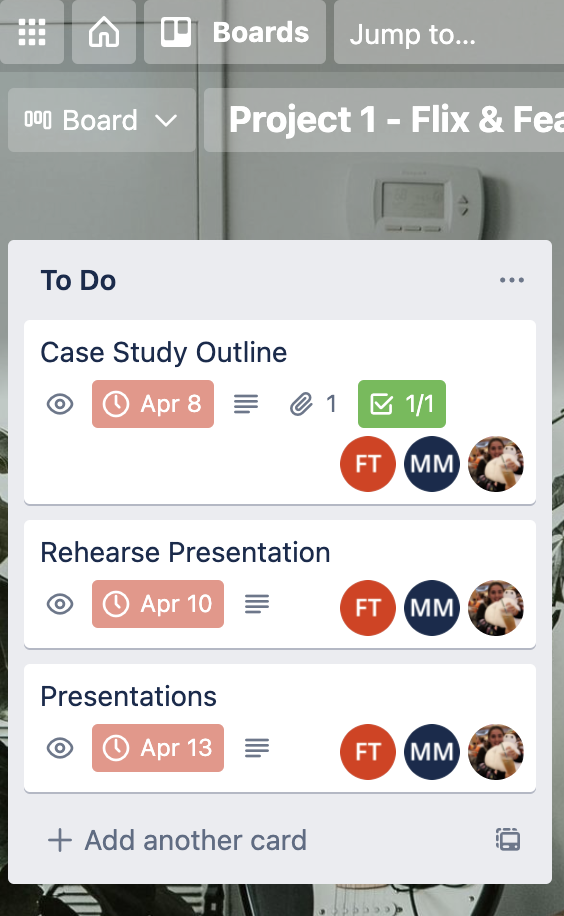 Boards Jump to...
Board Project 1 - Flix & Fea
To Do
Case Study Outline
Apr 8 1 1/1
FT MM
Rehearse Presentation
Apr 10 FT MM
Presentations
Apr 13 FT MM
Add another card